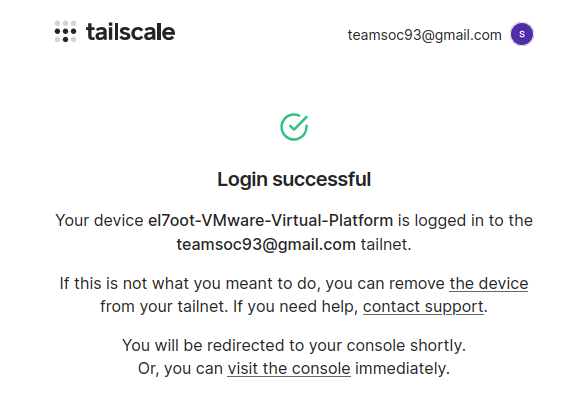 tailscale
teamsoc93@gmail.com S
Login successful
Your device el7oot-VMware-Virtual-Platform is logged in to the
teamsoc93@gmail.com tailnet.
If this is not what you meant to do, you can remove the device
from your tailnet. If you need help, contact support.
You will be redirected to your console shortly.
Or, you can visit the console immediately.